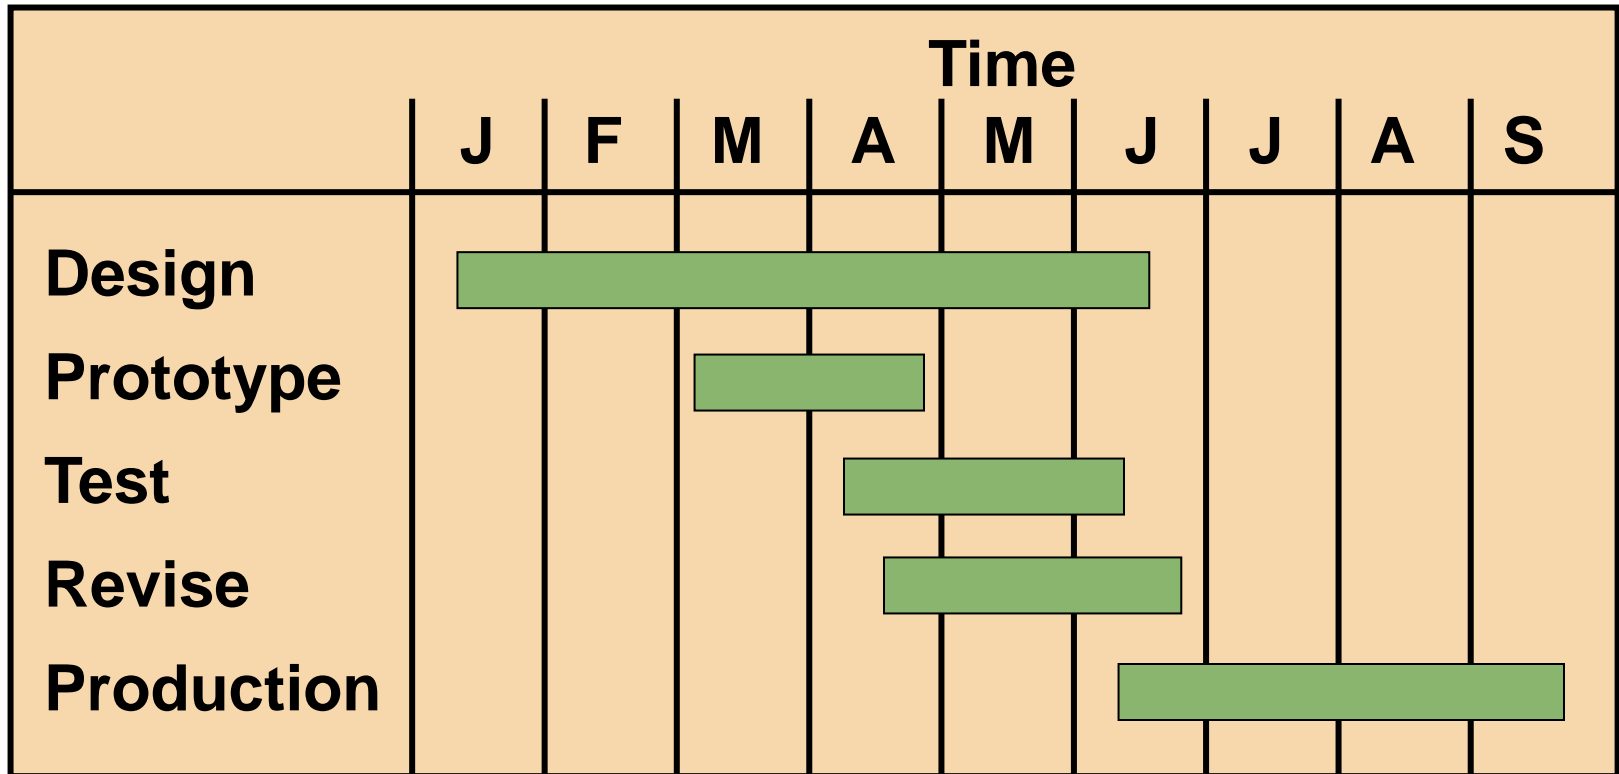 Time
J F M A M J J A S
Design
Prototype
Test
Revise
Production